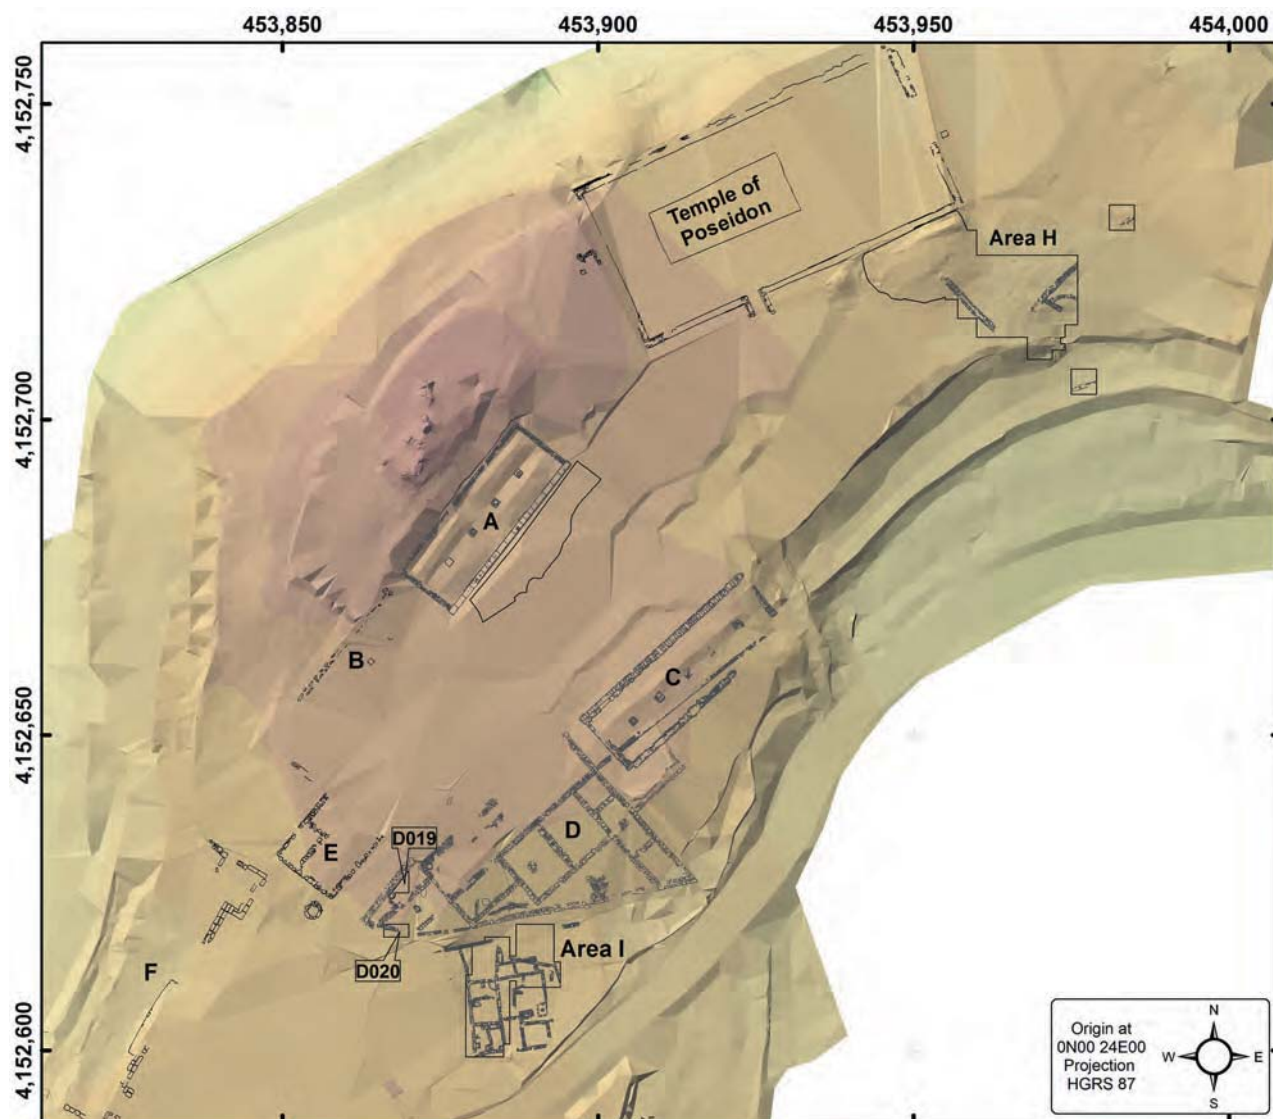 453,850
453,900
453,950
454,000
4,152,750
4,152,700
4,152,650
4,152,600
Temple of
Poseidon
Area H
A
B
C
D019
D
E
Area I
D020
F
Origin at
0N00 24E00
Projection
HGRS 87
N
W
E
S